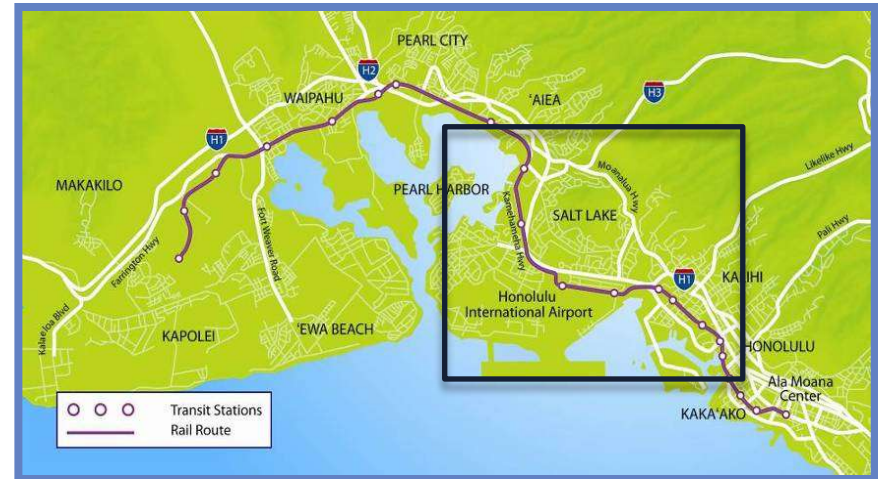 PEARL CITY
H2
WAIPAHU
'AIEA
H3
H1
Likelike Hwy
Moanalua Hwy
MAKAKILO
PEARL HARBOR
Kamehameha Hwy
SALT LAKE
Pali Hwy
Fort Weaver Road
Farrington Hwy
H1
KALIHI
Honolulu
International Airport
Kalaeloa Blvd
KAPOLEI
'EWA BEACH
HONOLULU
Ala Moana
Center
KAKA'AKO
Transit Stations
Rail Route